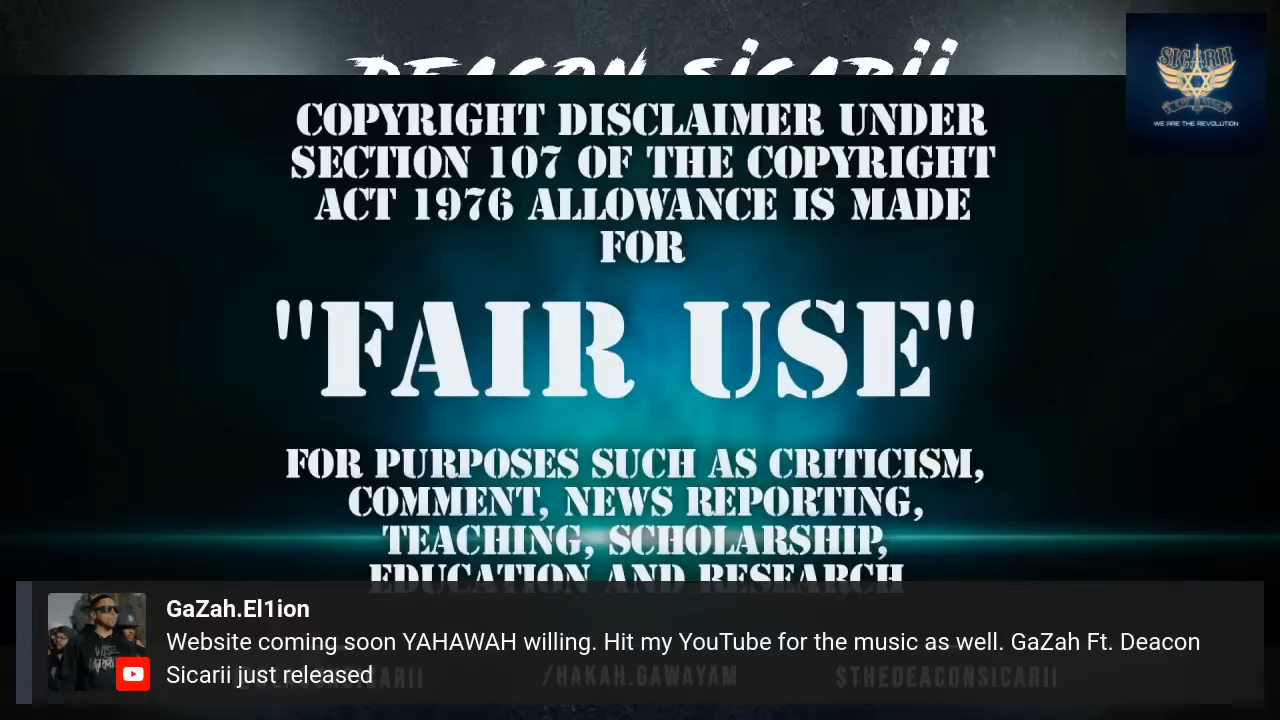 DEACON SICARII
SICARII
WE ARE THE REVOLUTION
COPYRIGHT DISCLAIMER UNDER
SECTION 107 OF THE COPYRIGHT
ACT 1976 ALLOWANCE IS MADE
FOR
"FAIR USE"
FOR PURPOSES SUCH AS CRITICISM,
COMMENT, NEWS REPORTING,
TEACHING, SCHOLARSHIP,
EDUCATION AND RESEARCH
GaZah.El1ion
Website coming soon YAHAWAH willing. Hit my YouTube for the music as well. GaZah Ft. Deacon
Sicarii just released
/HAKAH.GAWAYAM
$THEDEACONSICARII